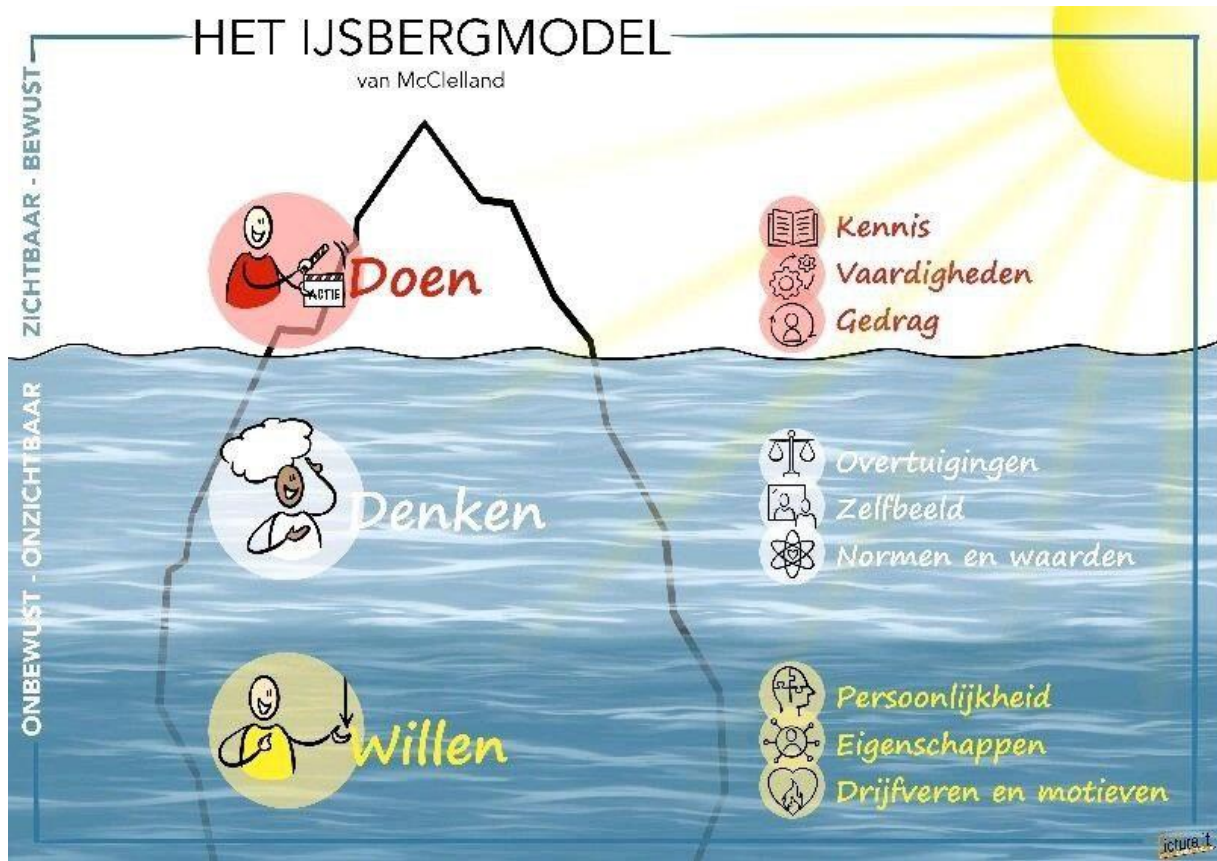 HET IJSBERGMODEL
van McClelland
ZICHTBAAR - BEWUST
ONBEWUST - ONZICHTBAAR
ACTIE
Doen
Kennis
Vaardigheden
Gedrag
Denken
Overtuigingen
Zelfbeeld
Normen en waarden
Willen
Persoonlijkheid
Eigenschappen
Drijfveren en motieven